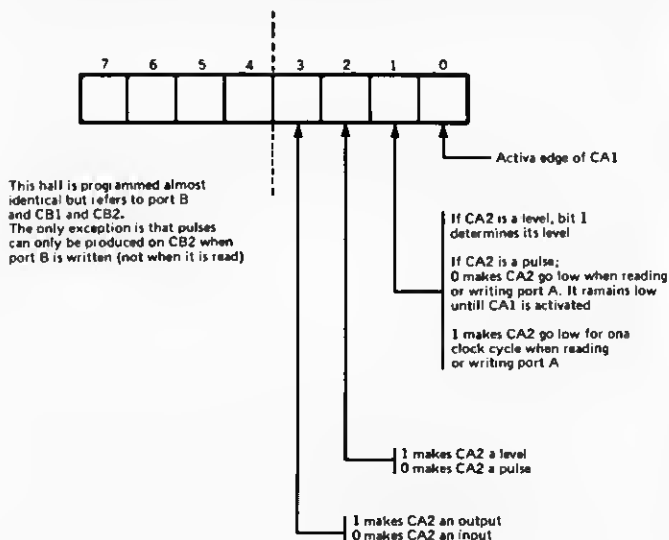 7 6 5 4 3 2 1 0
Activa edge of CA1
This hall is programmed almost
identical but refers to port B
and CB1 and CB2.
The only exception is that pulses
can only be produced on CB2 when
port B is written (not when it is read)
If CA2 is a level, bit 1
determines its level
If CA2 is a pulse;
0 makes CA2 go low when reading
or writing port A. It ramains low
untill CA1 is activated
1 makes CA2 go low for ona
clock cycle when reading
or writing port A
1 makes CA2 a level
0 makes CA2 a pulse
1 makes CA2 an output
0 makes CA2 an input